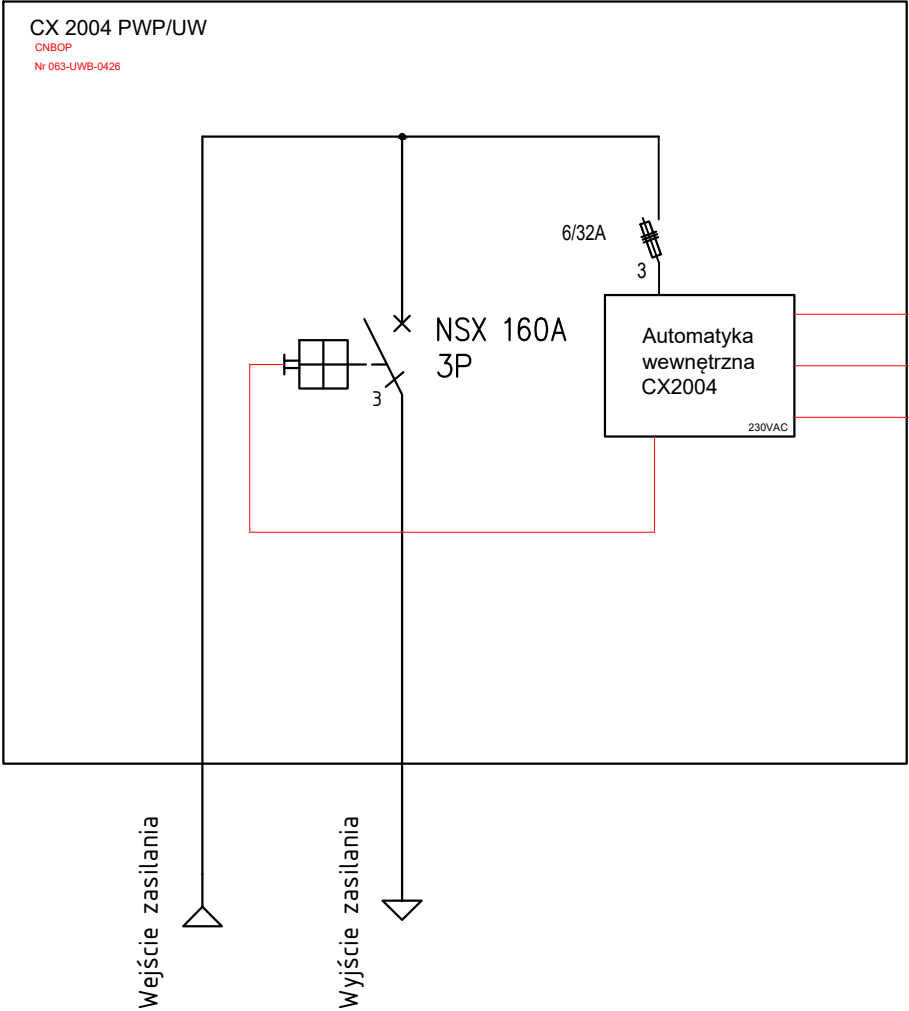 CX 2004 PWP/UW
CNBOP
Nr 063-UWB-0426
6/32A
3
NSX 160A
3P
3
Automatyka
wewnętrzna
CX2004
230VAC
Wejście zasilania
Wyjście zasilania